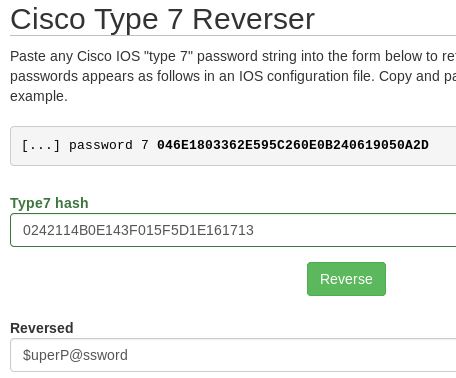 Cisco Type 7 Reverser
Paste any Cisco IOS "type 7" password string into the form below to re
passwords appears as follows in an IOS configuration file. Copy and pa
example.
[...] password 7 046E1803362E595C260E0B240619050A2D
Type7 hash
0242114B0E143F015F5D1E161713
Reverse
Reversed
$uperP@ssword